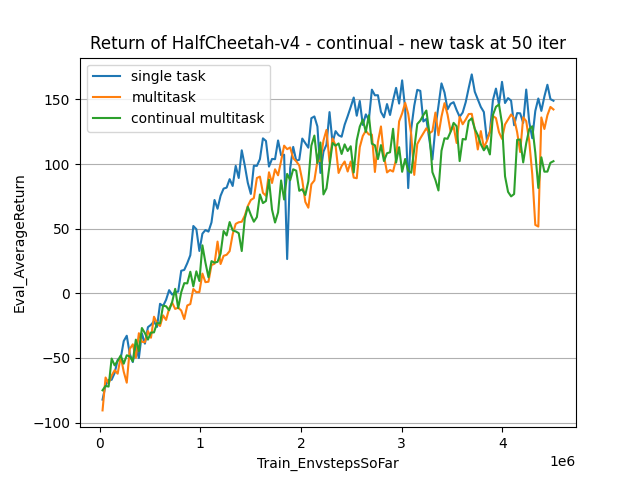 Return of HalfCheetah-v4 - continual - new task at 50 iter
single task
multitask
continual multitask
150
100
50
0
−50
−100
Eval_AverageReturn
0 1 2 3 4
1e6
Train_EnvstepsSoFar